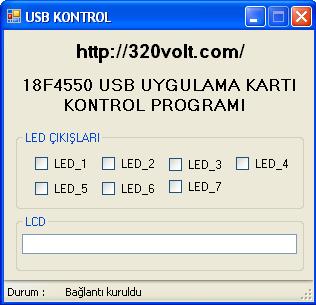 USB KONTROL
http://320volt.com/
18F4550 USB UYGULAMA KARTI
KONTROL PROGRAMI
LED ÇIKIŞLARI
LED_1 LED_2 LED_3 LED_4
LED_5 LED_6 LED_7
LCD
Durum : Bağlantı kuruldu